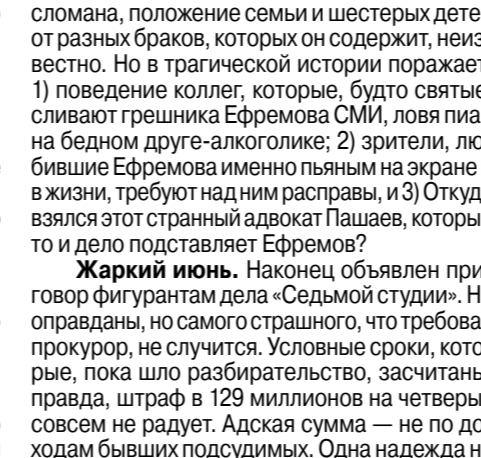 сломана, положение семьи и шестерых дете
от разных браков, которых он содержит, неиз
вестно. Но в трагической истории поражает
1) поведение коллег, которые, будто святые
сливают грешника Ефремова СМИ, ловя пиа
на бедном друге-алкоголике; 2) зрители, лю
бившие Ефремова именно пьяным на экране
в жизни, требуют над ним расправы, и 3) Откуд
взялся этот странный адвокат Пашаев, которы
то и дело подставляет Ефремов?
Жаркий июнь. Наконец объявлен при
говор фигурантам дела «Седьмой студии». Н
оправданы, но самого страшного, что требова
прокурор, не случится. Условные сроки, кото
рые, пока шло разбирательство, засчитаны
правда, штраф в 129 миллионов на четверы
совсем не радует. Адская сумма — не по до
ходам бывших подсудимых. Одна надежда н